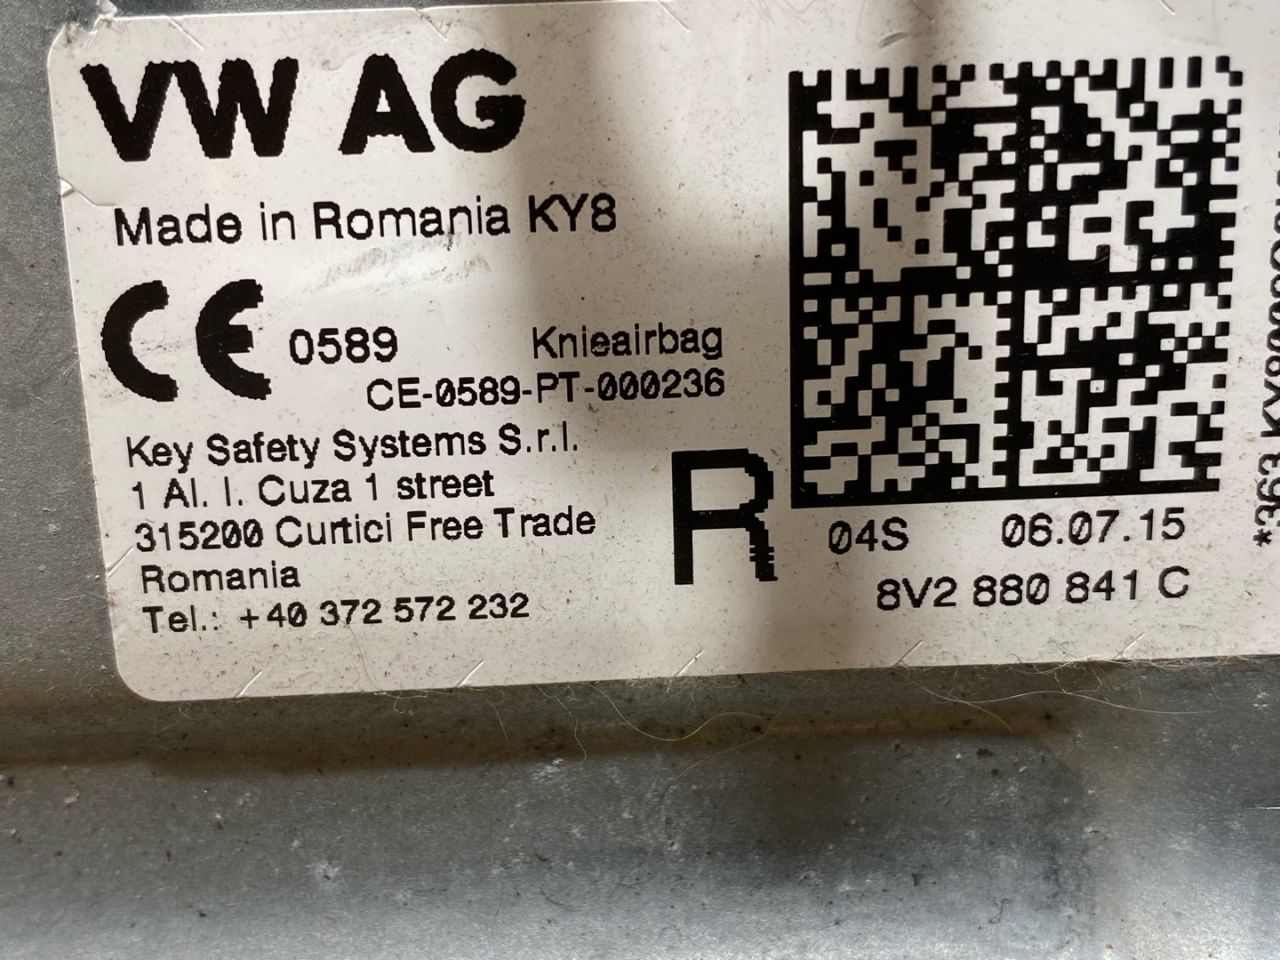 VW AG
Made in Romania KY8
CE 0589 Knieairbag
CE-0589-PT-000236
Key Safety Systems S.r.l.
1 Al. I. Cuza 1 street
315200 Curtici Free Trade
Romania
Tel.: +40 372 572 232
R
04S 06.07.15
8V2 880 841 C